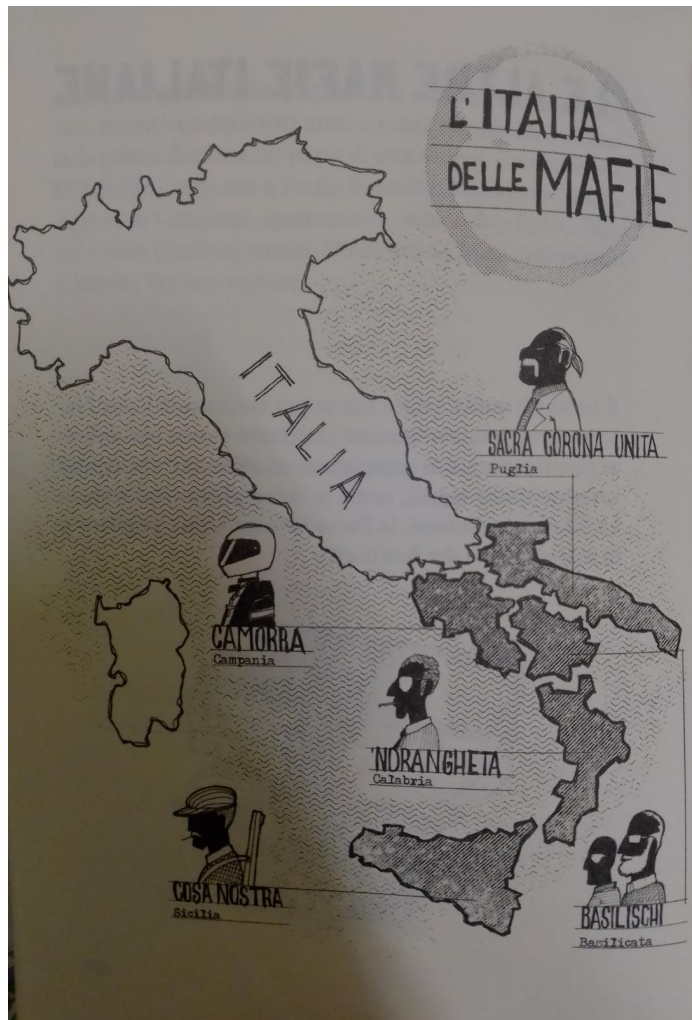 L'ITALIA
DELLE MAFIE
ITALIA
SACRA CORONA UNITA
Puglia
CAMORRA
Campania
'NDRANGHETA
Calabria
COSA NOSTRA
Sicilia
BASILISCHI
Basilicata